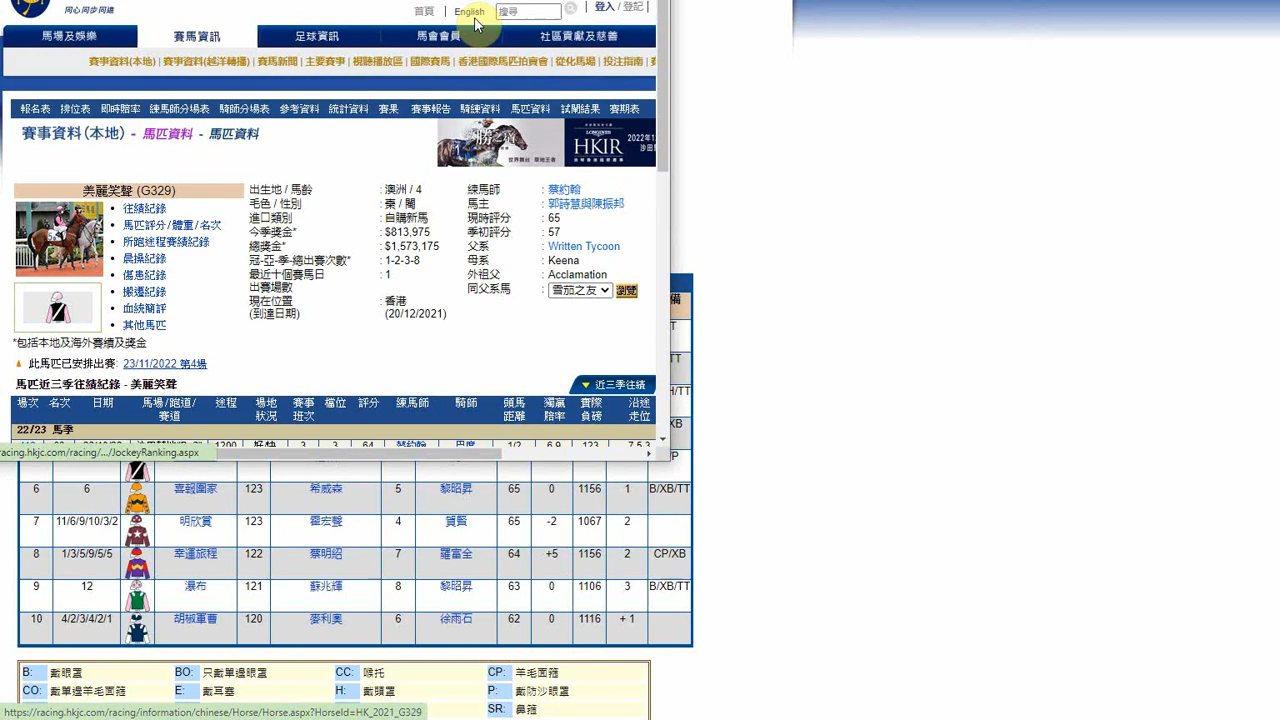 同心同步同進
首頁 | English 搜尋 登入 / 登記
馬場及娛樂 賽馬資訊 足球資訊 馬會會員 社區貢獻及慈善
賽事資料(本地) | 賽事資料(越洋轉播) | 賽馬新聞 | 主要賽事 | 視聽播放區 | 國際賽馬 | 香港國際馬匹拍賣會 | 從化馬場 | 投注指南 |
報名表 排位表 即時賠率 練馬師分場表 騎師分場表 參考資料 統計資料 賽果 賽事報告 騎練資料 馬匹資料 試閘結果 賽期表
賽事資料(本地) - 馬匹資料 - 馬匹資料
LONGINES
HKIR
2022年1
沙田
世界舞台 草地王者
美麗笑聲 (G329)
往績紀錄
馬匹評分/體重/名次
所跑途程賽績紀錄
晨操紀錄
傷患紀錄
搬遷紀錄
血統簡評
其他馬匹
出生地 / 馬齡 : 澳洲 / 4 練馬師 : 蔡約翰
毛色 / 性別 : 棗 / 閹 馬主 : 郭詩慧與陳振邦
進口類別 : 自購新馬 現時評分 : 65
今季獎金* : $813,975 季初評分 : 57
總獎金* : $1,573,175 父系 : Written Tycoon
冠-亞-季-總出賽次數* : 1-2-3-8 母系 : Keena
最近十個賽馬日 : 1 外祖父 : Acclamation
出賽場數 同父系馬 : 雪茄之友 瀏覽
現在位置 : 香港
(到達日期) (20/12/2021)
*包括本地及海外賽績及獎金
此馬匹已安排出賽: 23/11/2022 第4場
馬匹近三季往績紀錄 - 美麗笑聲 近三季往績
場次 名次 日期 馬場/跑道/ 途程 場地 賽事 檔位 評分 練馬師 騎師 頭馬 獨贏 實際 沿途
賽道 狀況 班次 距離 賠率 負磅 走位
22/23 馬季
racing.hkjc.com/racing/.../JockeyRanking.aspx
6 6 喜報團家 123 希威森 5 黎昭昇 65 0 1156 1 B/XB/TT
7 11/6/9/10/3/2 明欣賞 123 霍宏聲 4 賀賢 65 -2 1067 2
8 1/3/5/9/5/5 幸運旅程 122 蔡明紹 7 羅富全 64 +5 1156 2 CP/XB
9 12 瀑布 121 蘇兆輝 8 黎昭昇 63 0 1106 3 B/XB/TT
10 4/2/3/4/2/1 胡椒軍曹 120 麥利奧 6 徐雨石 62 0 1116 + 1
B: 戴眼罩 BO: 只戴單邊眼罩 CC: 喉托 CP: 羊毛面箍
CO: 戴單邊羊毛面箍 E: 戴耳塞 H: 戴頭罩 P: 戴防沙眼罩
SR: 鼻箍
https://racing.hkjc.com/racing/information/chinese/Horse/Horse.aspx?HorseId=HK_2021_G329